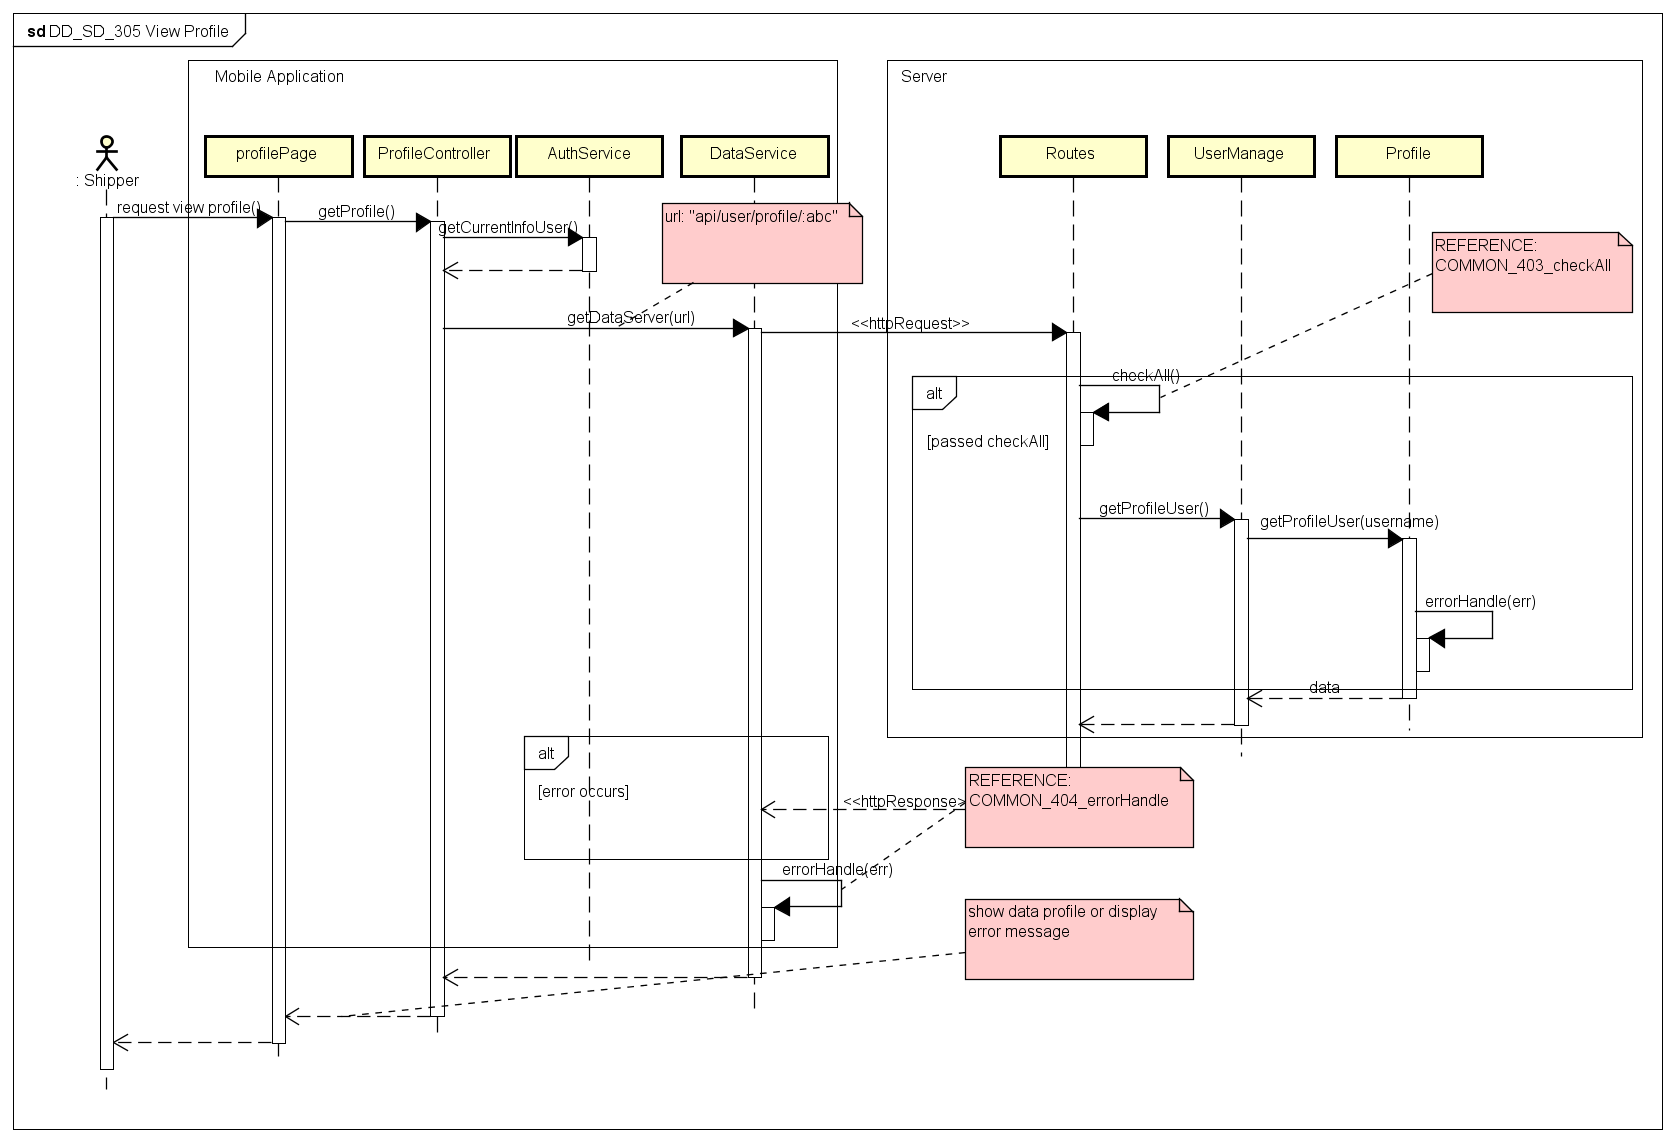 sd DD_SD_305 View Profile
Mobile Application
Server
: Shipper
profilePage
ProfileController
AuthService
DataService
Routes
UserManage
Profile
request view profile()
getProfile()
getCurrentInfoUser()
url: "api/user/profile/:abc"
REFERENCE:
COMMON_403_checkAll
getDataServer(url)
<<httpRequest>>
alt
checkAll()
[passed checkAll]
getProfileUser()
getProfileUser(username)
errorHandle(err)
data
alt
[error occurs]
<<httpResponse>
REFERENCE:
COMMON_404_errorHandle
errorHandle(err)
show data profile or display
error message